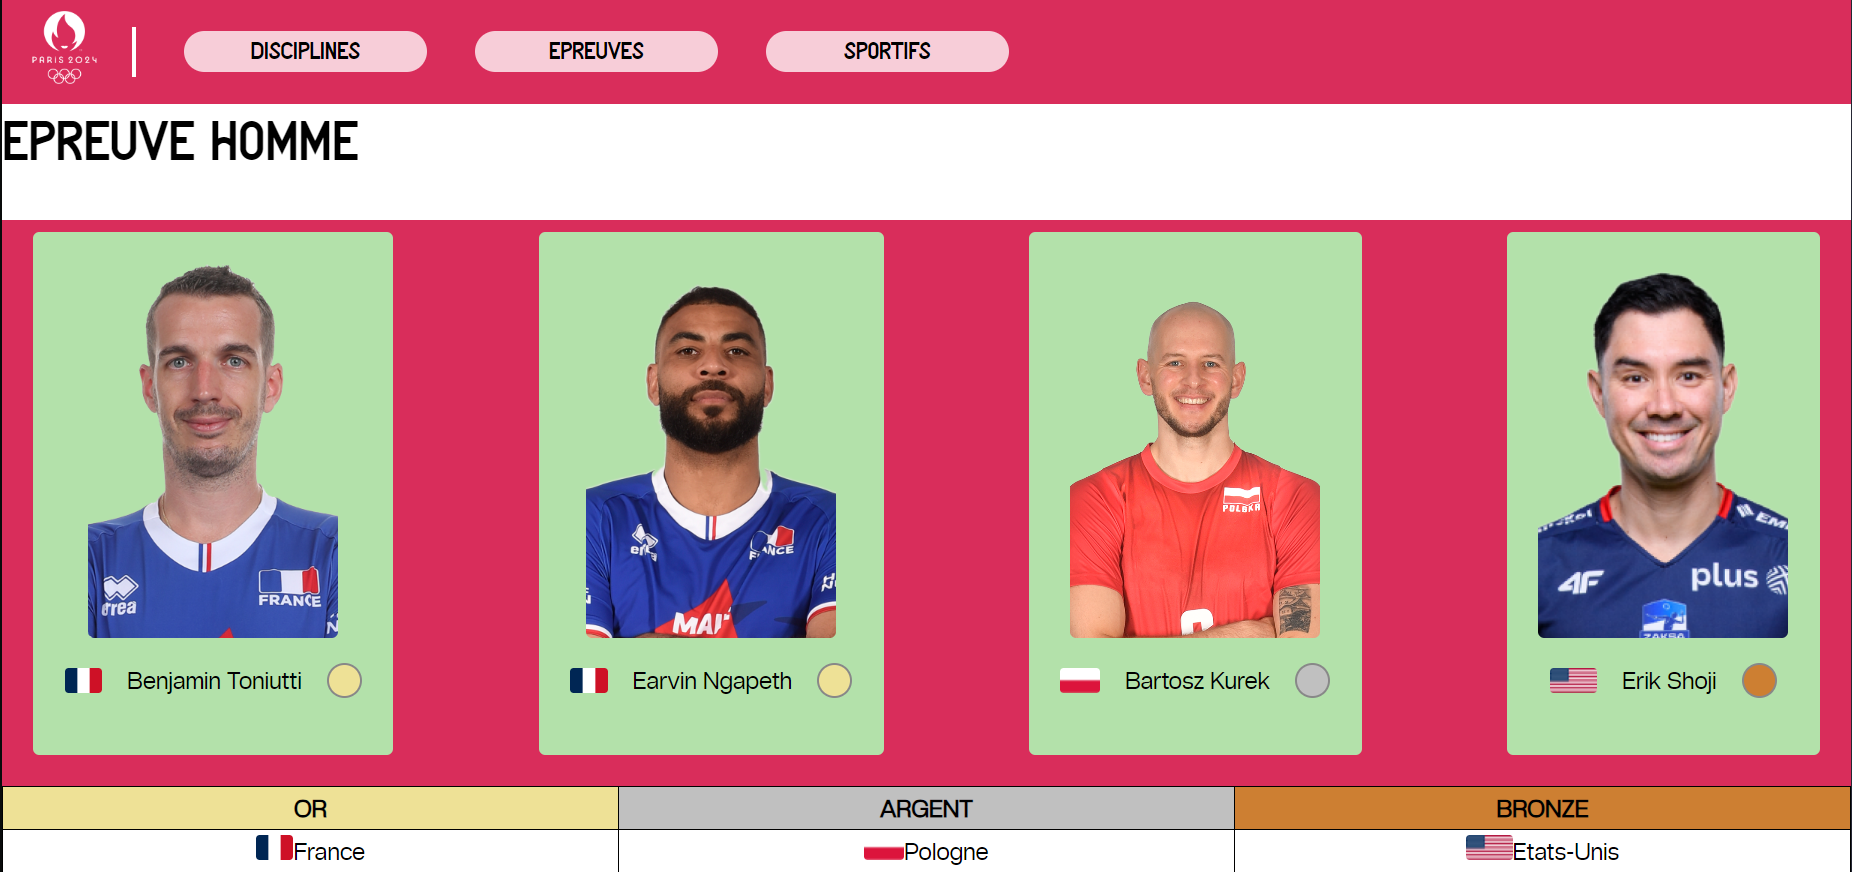 PARIS 2024
DISCIPLINES
EPREUVES
SPORTIFS
EPREUVE HOMME
errea
FRANCE
FRANCE
POLSKA
4F
plus
ZAKSA
Benjamin Toniutti
Earvin Ngapeth
Bartosz Kurek
Erik Shoji
OR
ARGENT
BRONZE
France
Pologne
Etats-Unis